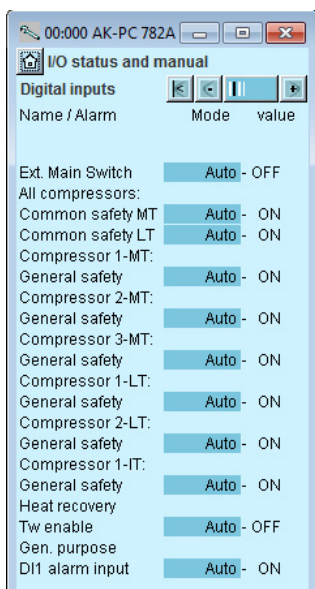 00:000 AK-PC 782A
I/O status and manual
Digital inputs
Name / Alarm Mode value
Ext. Main Switch Auto - OFF
All compressors:
Common safety MT Auto - ON
Common safety LT Auto - ON
Compressor 1-MT:
General safety Auto - ON
Compressor 2-MT:
General safety Auto - ON
Compressor 3-MT:
General safety Auto - ON
Compressor 1-LT:
General safety Auto - ON
Compressor 2-LT:
General safety Auto - ON
Compressor 1-IT:
General safety Auto - ON
Heat recovery
Tw enable Auto - OFF
Gen. purpose
DI1 alarm input Auto - ON